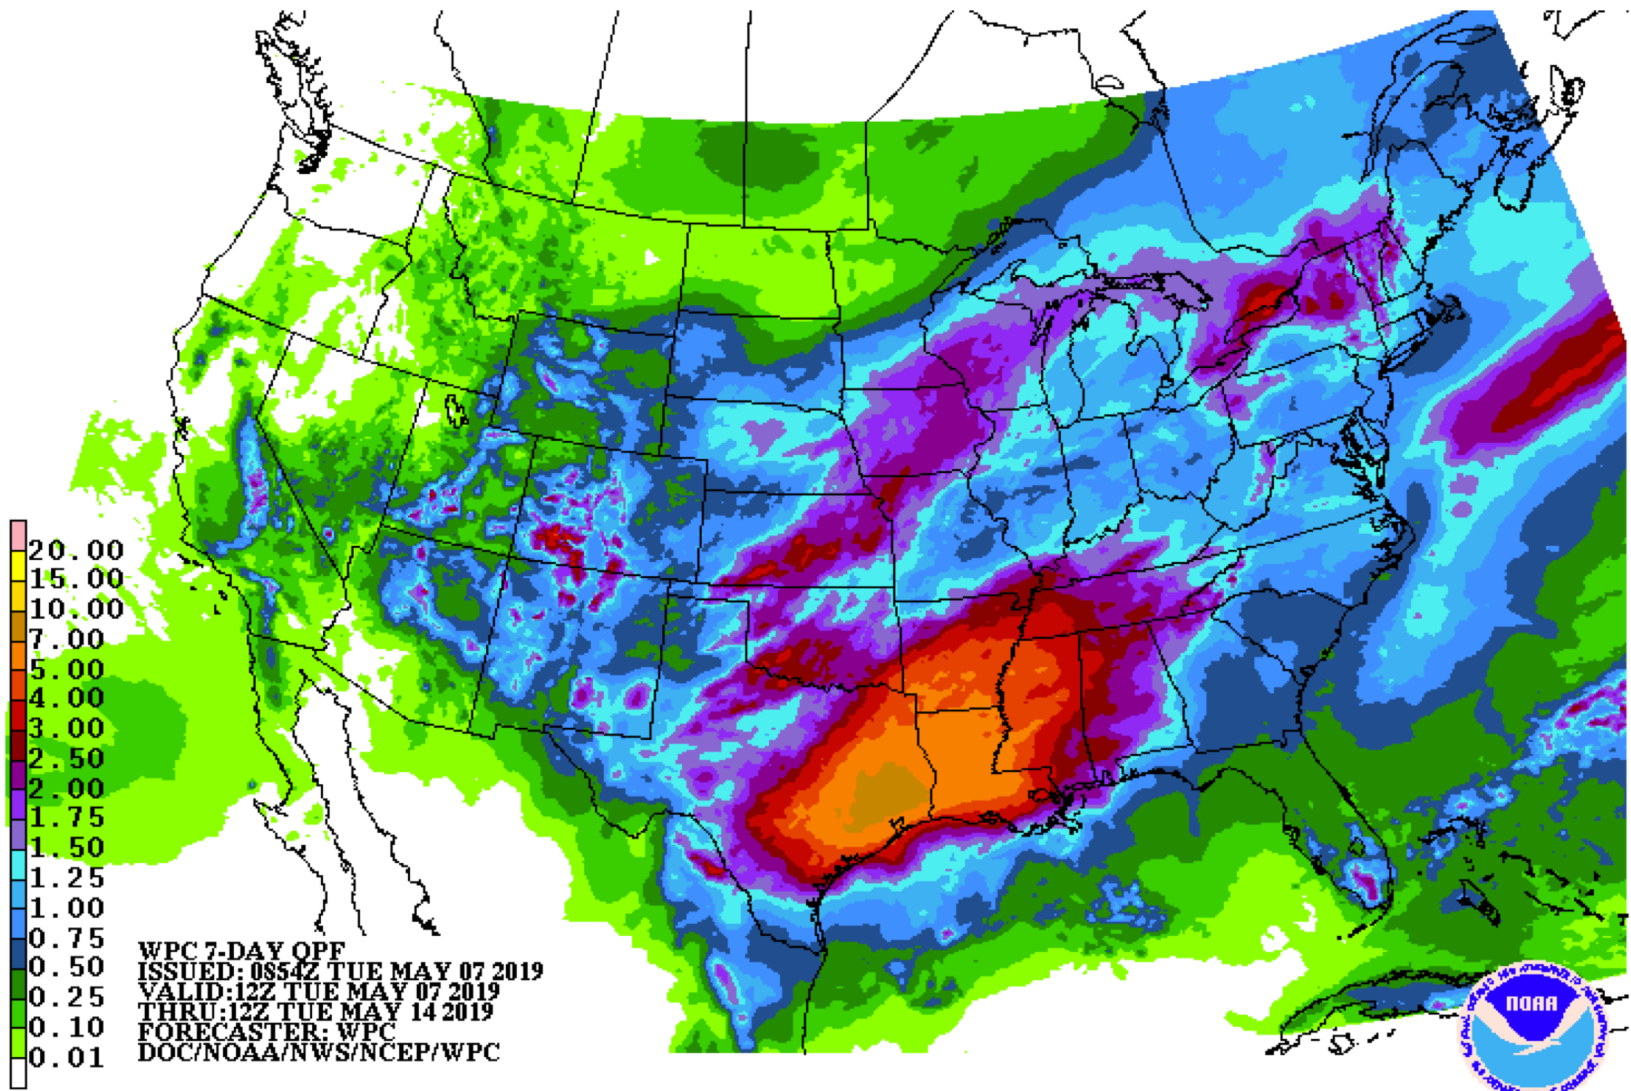 20.00
15.00
10.00
7.00
5.00
4.00
3.00
2.50
2.00
1.75
1.50
1.25
1.00
0.75
0.50
0.25
0.10
0.01
WPC 7-DAY QPF
ISSUED: 0854Z TUE MAY 07 2019
VALID:12Z TUE MAY 07 2019
THRU:12Z TUE MAY 14 2019
FORECASTER: WPC
DOC/NOAA/NWS/NCEP/WPC
NOAA